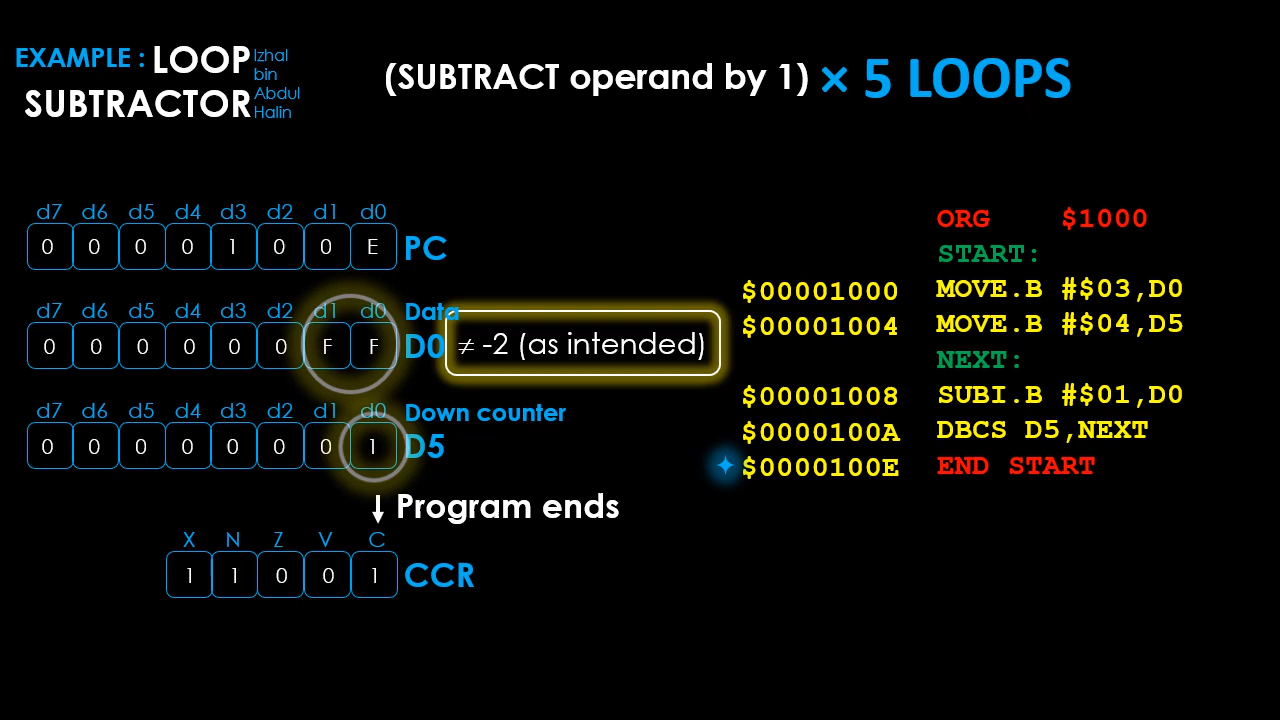 EXAMPLE : LOOP
SUBTRACTOR
Izhal
bin
Abdul
Halin
(SUBTRACT operand by 1) × 5 LOOPS
d7 d6 d5 d4 d3 d2 d1 d0
0 0 0 0 1 0 0 E PC
d7 d6 d5 d4 d3 d2 d1 d0 Data
0 0 0 0 0 0 F F D0 ≠ -2 (as intended)
d7 d6 d5 d4 d3 d2 d1 d0 Down counter
0 0 0 0 0 0 0 1 D5
↓ Program ends
X N Z V C
1 1 0 0 1 CCR
ORG $1000
START:
$00001000 MOVE.B #$03,D0
$00001004 MOVE.B #$04,D5
NEXT:
$00001008 SUBI.B #$01,D0
$0000100A DBCS D5,NEXT
✦ $0000100E END START